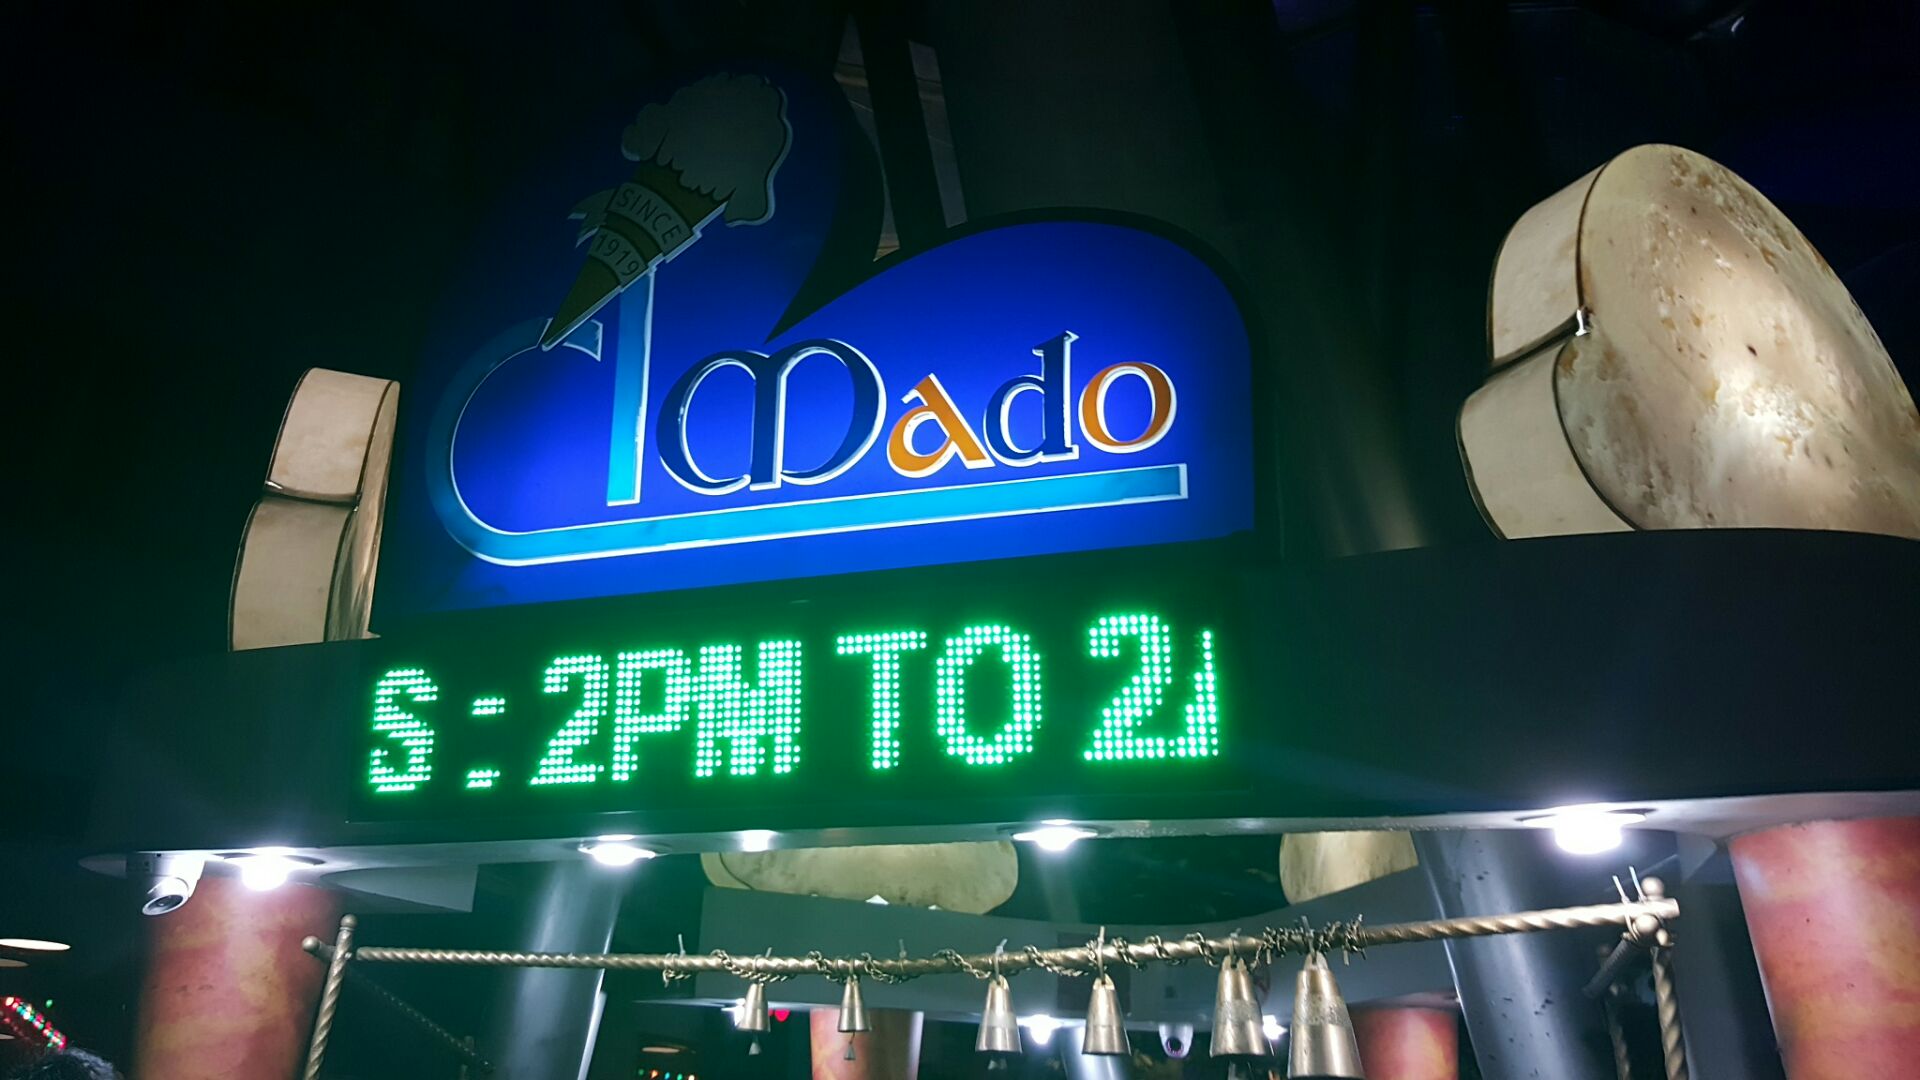 SINCE
1919
Mado
S : 2PM TO 2